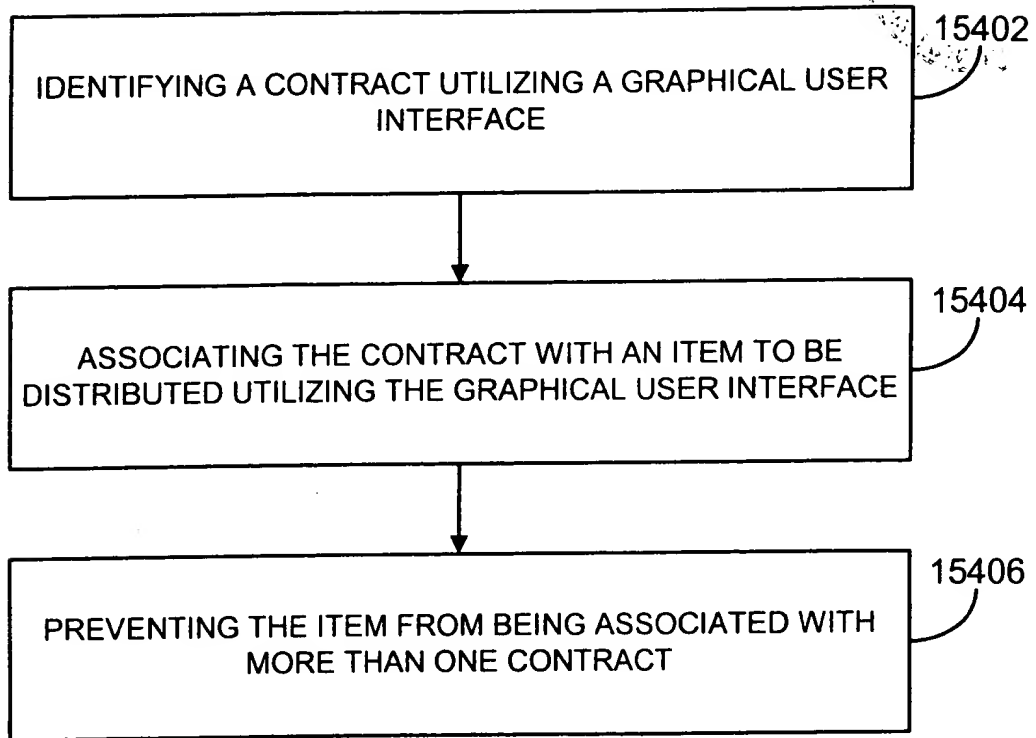 15402
IDENTIFYING A CONTRACT UTILIZING A GRAPHICAL USER
INTERFACE
15404
ASSOCIATING THE CONTRACT WITH AN ITEM TO BE
DISTRIBUTED UTILIZING THE GRAPHICAL USER INTERFACE
15406
PREVENTING THE ITEM FROM BEING ASSOCIATED WITH
MORE THAN ONE CONTRACT